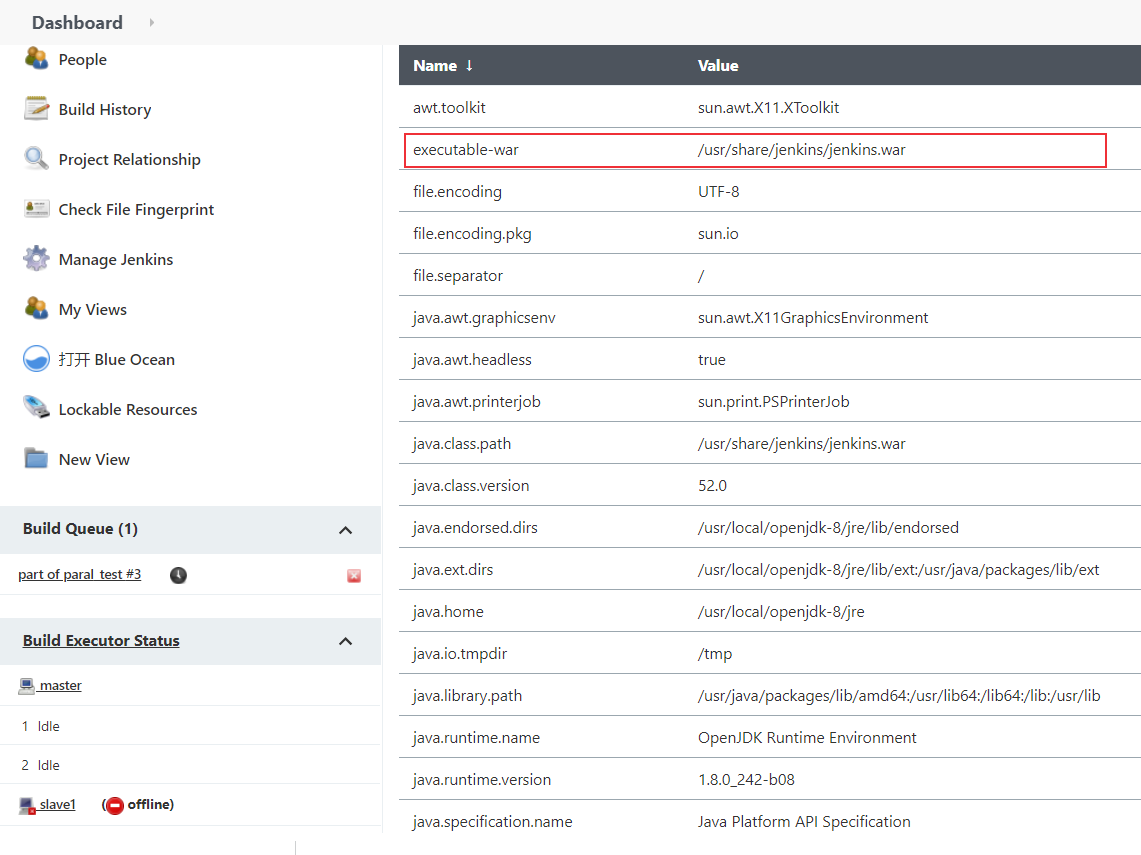 Dashboard
People
Build History
Project Relationship
Check File Fingerprint
Manage Jenkins
My Views
打开 Blue Ocean
Lockable Resources
New View
Build Queue (1)
part of paral_test #3
Build Executor Status
master
1 Idle
2 Idle
slave1 (offline)
Name ↓ Value
awt.toolkit sun.awt.X11.XToolkit
executable-war /usr/share/jenkins/jenkins.war
file.encoding UTF-8
file.encoding.pkg sun.io
file.separator /
java.awt.graphicsenv sun.awt.X11GraphicsEnvironment
java.awt.headless true
java.awt.printerjob sun.print.PSPrinterJob
java.class.path /usr/share/jenkins/jenkins.war
java.class.version 52.0
java.endorsed.dirs /usr/local/openjdk-8/jre/lib/endorsed
java.ext.dirs /usr/local/openjdk-8/jre/lib/ext:/usr/java/packages/lib/ext
java.home /usr/local/openjdk-8/jre
java.io.tmpdir /tmp
java.library.path /usr/java/packages/lib/amd64:/usr/lib64:/lib64:/lib:/usr/lib
java.runtime.name OpenJDK Runtime Environment
java.runtime.version 1.8.0_242-b08
java.specification.name Java Platform API Specification